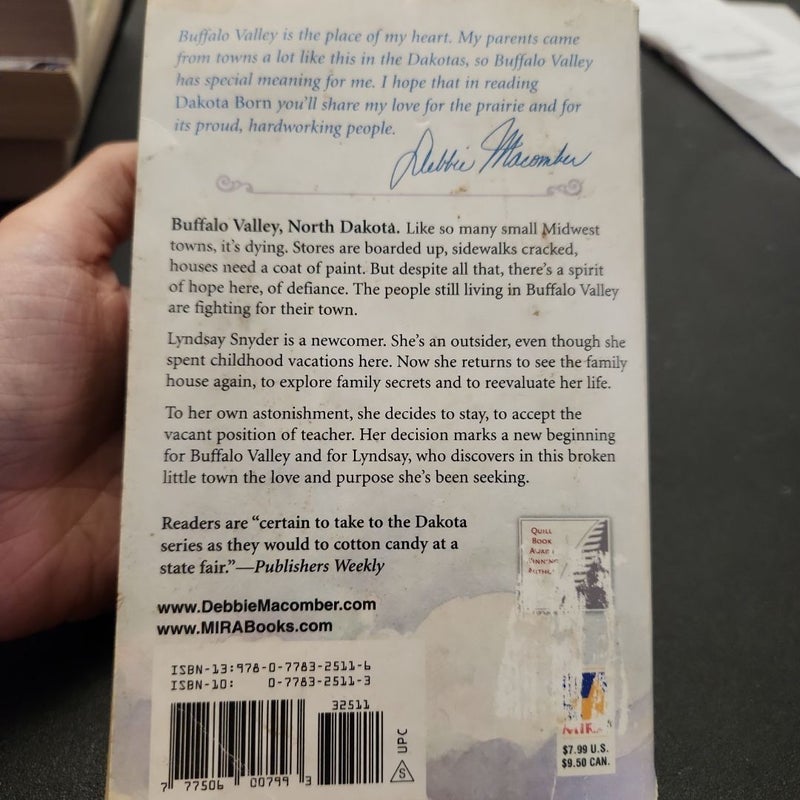 Buffalo Valley is the place of my heart. My parents came
from towns a lot like this in the Dakotas, so Buffalo Valley
has special meaning for me. I hope that in reading
Dakota Born you'll share my love for the prairie and for
its proud, hardworking people.
Debbie Macomber
Buffalo Valley, North Dakota. Like so many small Midwest
towns, it's dying. Stores are boarded up, sidewalks cracked,
houses need a coat of paint. But despite all that, there's a spirit
of hope here, of defiance. The people still living in Buffalo Valley
are fighting for their town.
Lyndsay Snyder is a newcomer. She's an outsider, even though she
spent childhood vacations here. Now she returns to see the family
house again, to explore family secrets and to reevaluate her life.
To her own astonishment, she decides to stay, to accept the
vacant position of teacher. Her decision marks a new beginning
for Buffalo Valley and for Lyndsay, who discovers in this broken
little town the love and purpose she's been seeking.
Readers are "certain to take to the Dakota
series as they would to cotton candy at a
state fair."—Publishers Weekly
QUILL
BOOK
www.DebbieMacomber.com
www.MIRABooks.com
ISBN-13:978-0-7783-2511-6
ISBN-10: 0-7783-2511-3
32511
7 77506 00799 3
UPC
S
MIRA
$7.99 U.S.
$9.50 CAN.